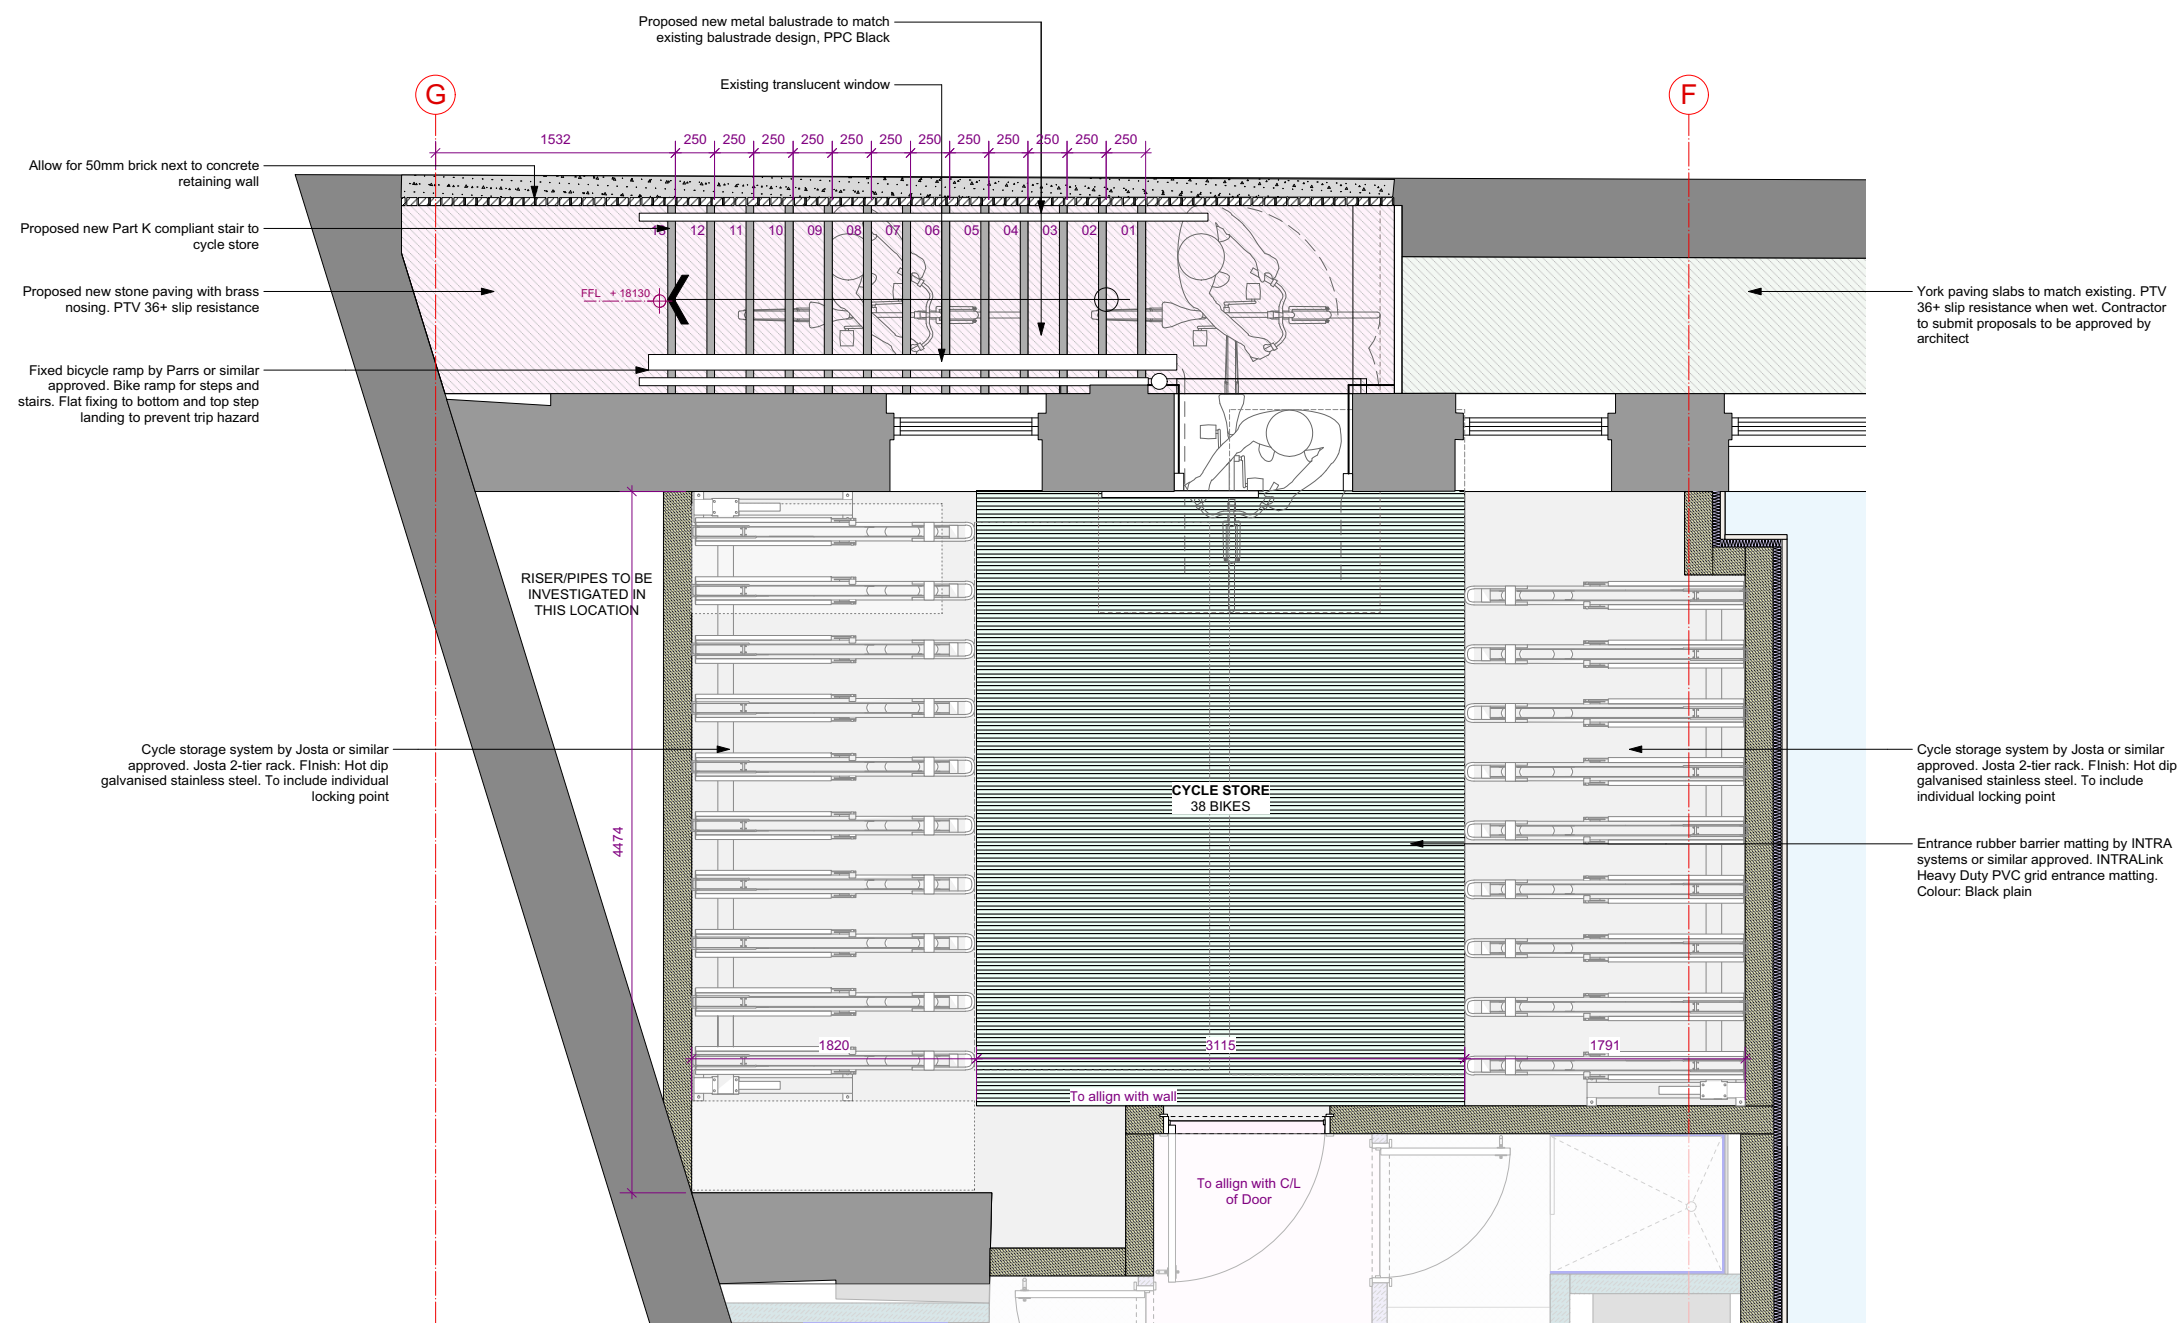 Proposed new metal balustrade to match
existing balustrade design, PPC Black
Existing translucent window
G
F
1532
250
250
250
250
250
250
250
250
250
250
250
250
Allow for 50mm brick next to concrete
retaining wall
Proposed new Part K compliant stair to
cycle store
13
12
11
10
09
08
07
06
05
04
03
02
01
Proposed new stone paving with brass
nosing. PTV 36+ slip resistance
FFL + 18130
York paving slabs to match existing. PTV
36+ slip resistance when wet. Contractor
to submit proposals to be approved by
architect
Fixed bicycle ramp by Parrs or similar
approved. Bike ramp for steps and
stairs. Flat fixing to bottom and top step
landing to prevent trip hazard
RISER/PIPES TO BE
INVESTIGATED IN
THIS LOCATION
Cycle storage system by Josta or similar
approved. Josta 2-tier rack. FInish: Hot dip
galvanised stainless steel. To include individual
locking point
4474
CYCLE STORE
38 BIKES
Cycle storage system by Josta or similar
approved. Josta 2-tier rack. FInish: Hot dip
galvanised stainless steel. To include
individual locking point
Entrance rubber barrier matting by INTRA
systems or similar approved. INTRALink
Heavy Duty PVC grid entrance matting.
Colour: Black plain
1820
3115
1791
To allign with wall
To allign with C/L
of Door